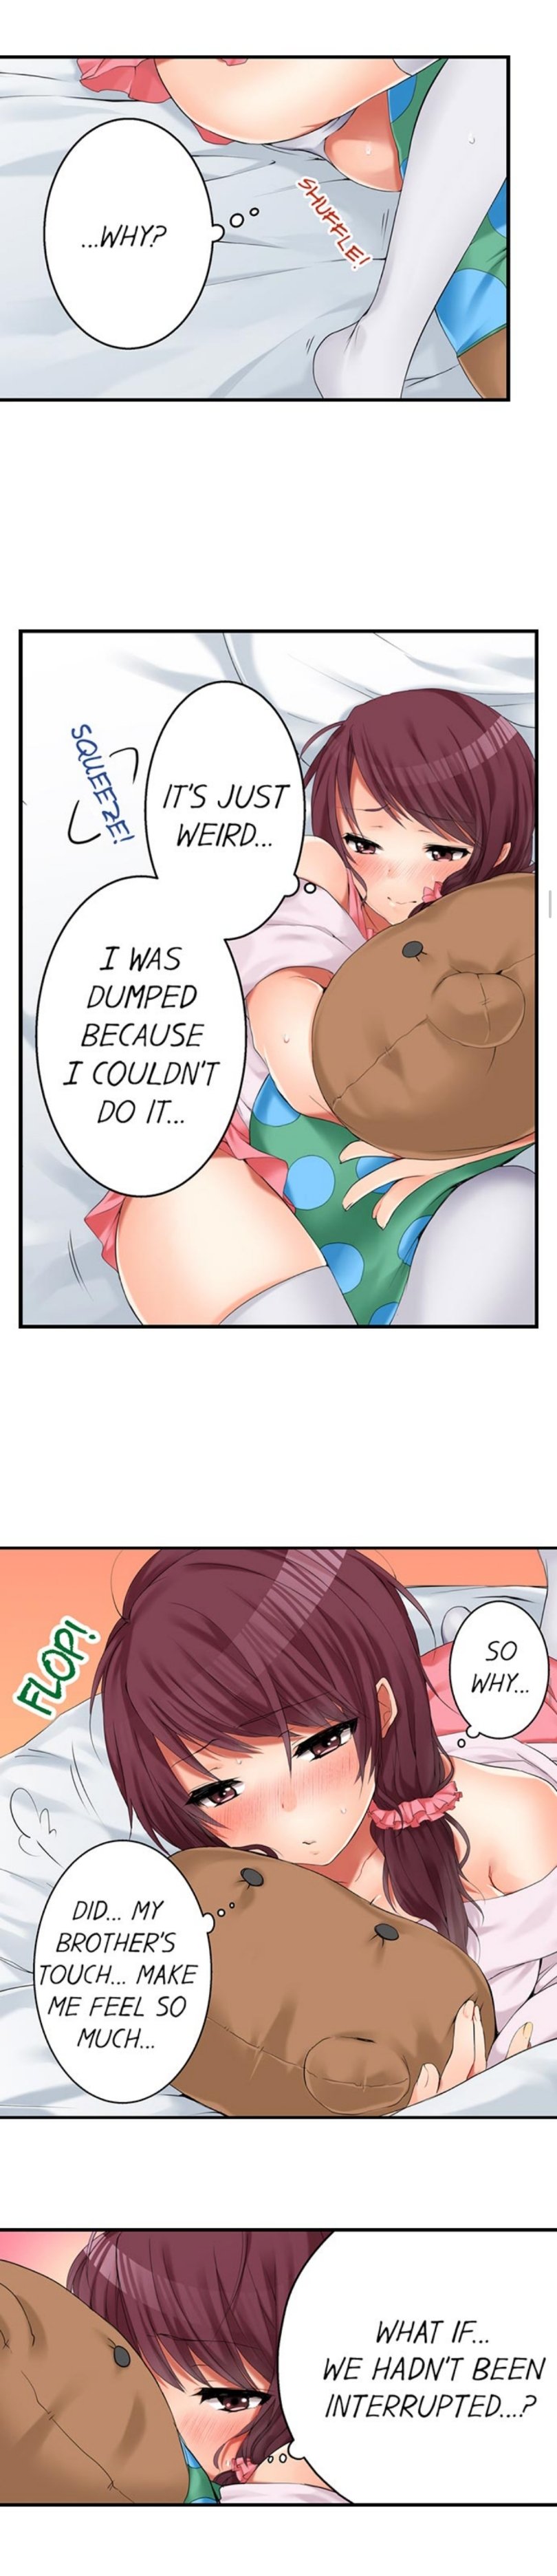 ...WHY?
SHUFFLE!
SQUEEZE!
IT'S JUST
WEIRD...
I WAS
DUMPED
BECAUSE
I COULDN'T
DO IT...
FLOP!
SO
WHY...
DID... MY
BROTHER'S
TOUCH... MAKE
ME FEEL SO
MUCH...
WHAT IF...
WE HADN'T BEEN
INTERRUPTED...?